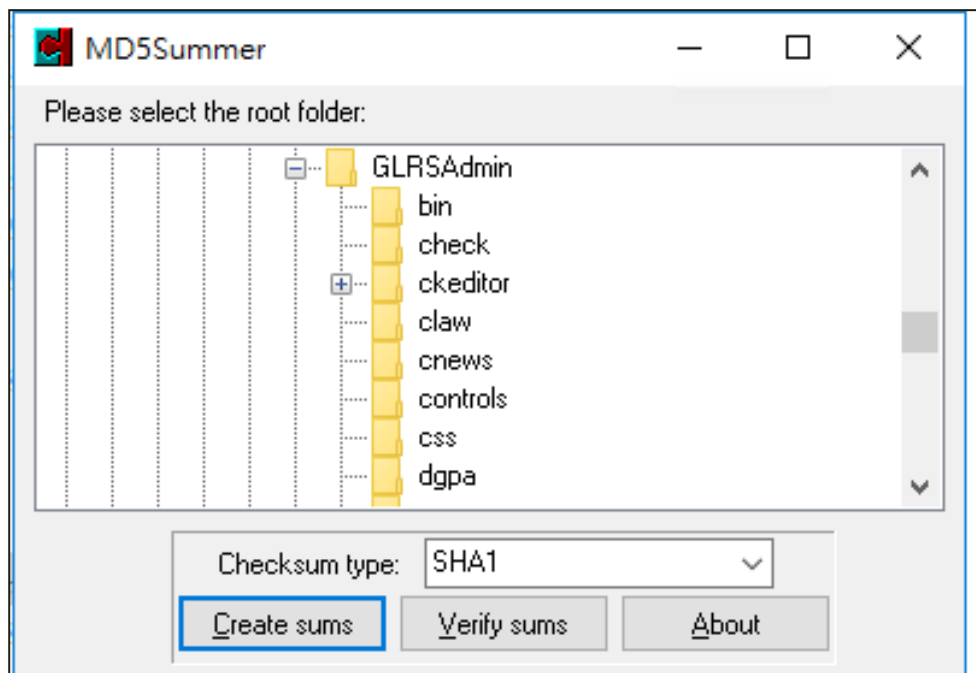 MD5Summer
Please select the root folder:
GLRSAdmin
bin
check
ckeditor
claw
cnews
controls
css
dgpa
Checksum type: SHA1
Create sums Verify sums About